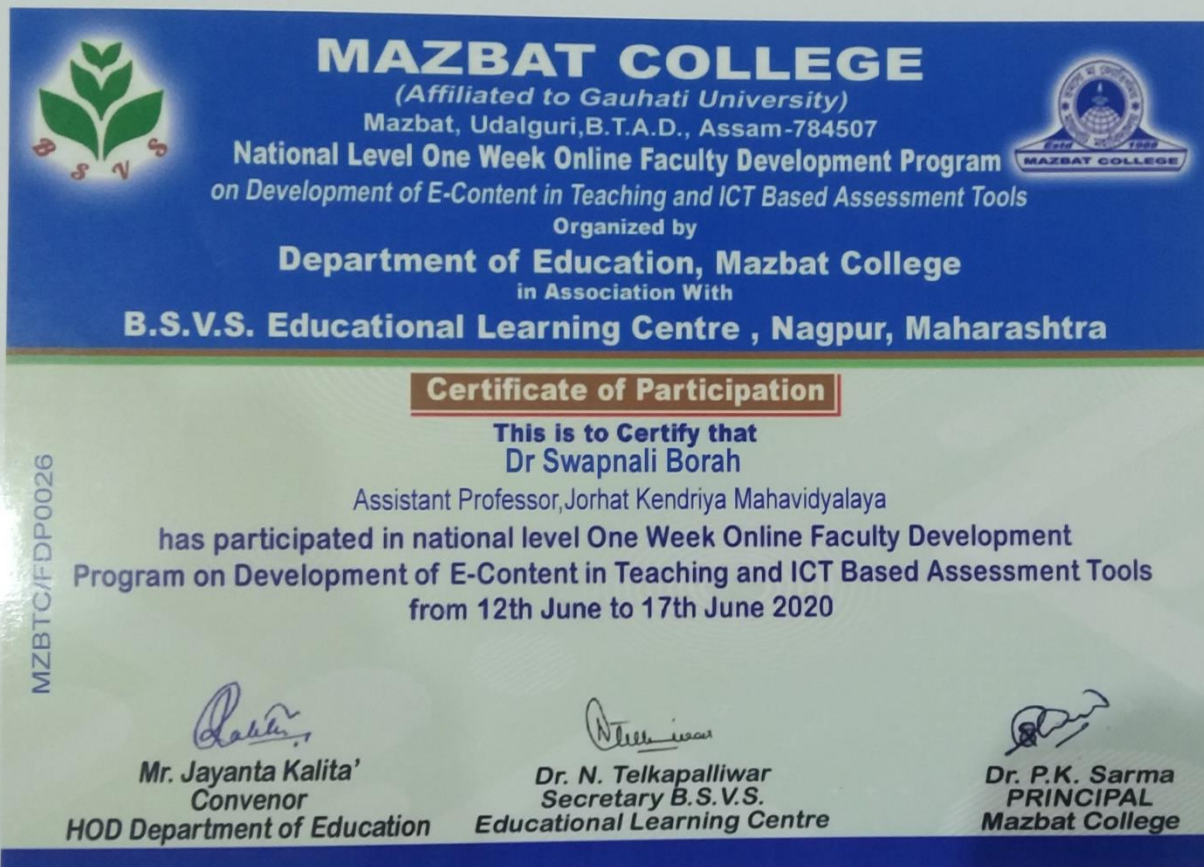 MAZBAT COLLEGE
(Affiliated to Gauhati University)
Mazbat, Udalguri,B.T.A.D., Assam-784507
National Level One Week Online Faculty Development Program
on Development of E-Content in Teaching and ICT Based Assessment Tools
Organized by
Department of Education, Mazbat College
in Association With
B.S.V.S. Educational Learning Centre , Nagpur, Maharashtra
B S V S
Estd 1989
MAZBAT COLLEGE
Certificate of Participation
This is to Certify that
Dr Swapnali Borah
Assistant Professor,Jorhat Kendriya Mahavidyalaya
has participated in national level One Week Online Faculty Development
Program on Development of E-Content in Teaching and ICT Based Assessment Tools
from 12th June to 17th June 2020
MZBTC/FDP0026
Mr. Jayanta Kalita’
Convenor
HOD Department of Education
Dr. N. Telkapalliwar
Secretary B.S.V.S.
Educational Learning Centre
Dr. P.K. Sarma
PRINCIPAL
Mazbat College